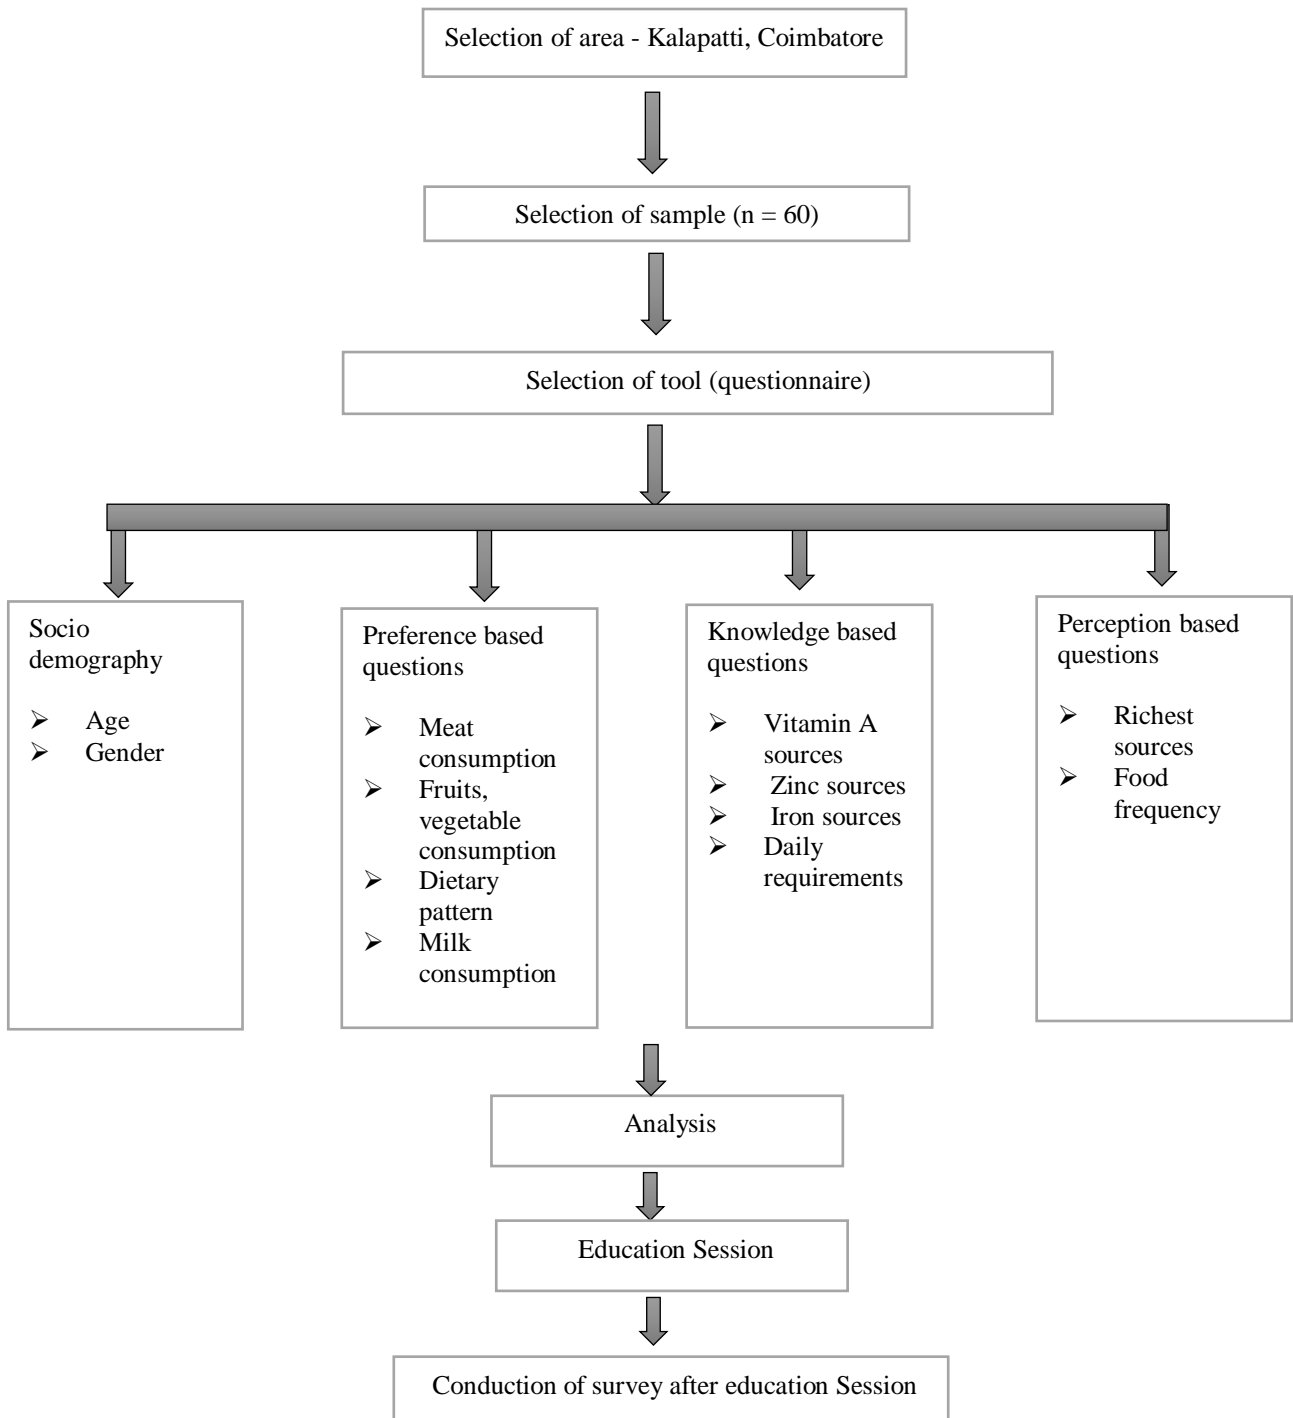 Selection of area - Kalapatti, Coimbatore
Selection of sample (n = 60)
Selection of tool (questionnaire)
Socio
demography
➢ Age
➢ Gender
Preference based
questions
➢ Meat
consumption
➢ Fruits,
vegetable
consumption
➢ Dietary
pattern
➢ Milk
consumption
Knowledge based
questions
➢ Vitamin A
sources
➢ Zinc sources
➢ Iron sources
➢ Daily
requirements
Perception based
questions
➢ Richest
sources
➢ Food
frequency
Analysis
Education Session
Conduction of survey after education Session